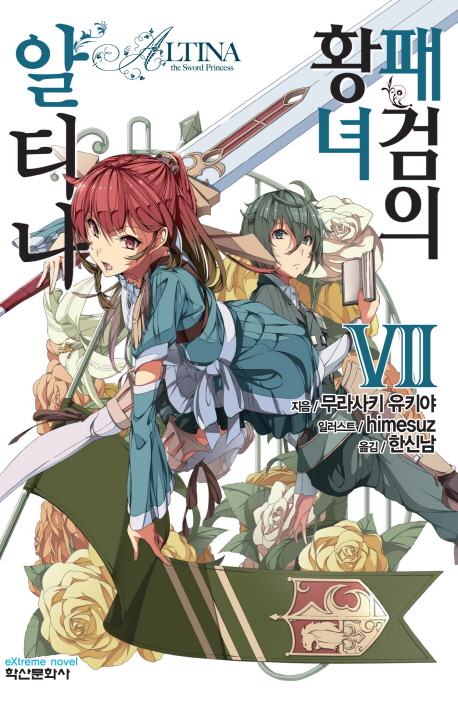 ALTINA
the Sword Princess
패검의
황녀
알티나
VII
지음 / 무라사키 유키야
일러스트 / himesuz
옮김 / 한신남
eXtreme novel
학산문화사